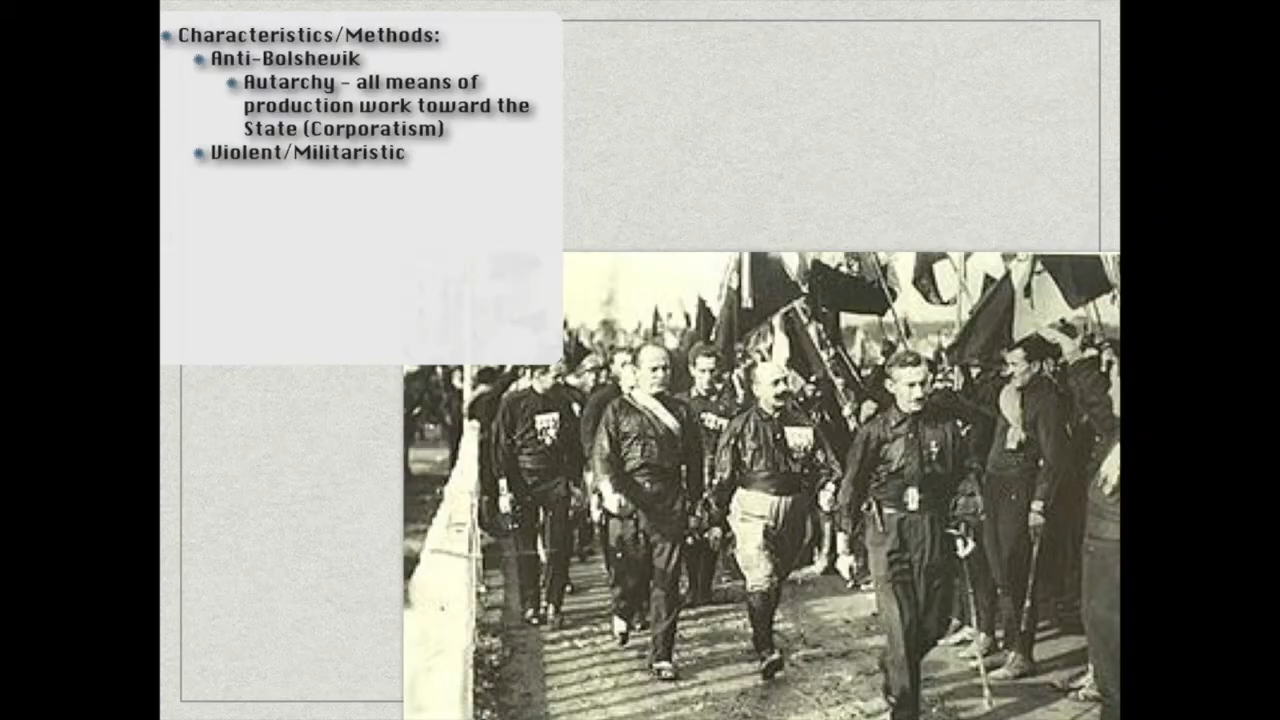 Characteristics/Methods:
Anti-Bolshevik
Autarchy - all means of
production work toward the
State (Corporatism)
Violent/Militaristic